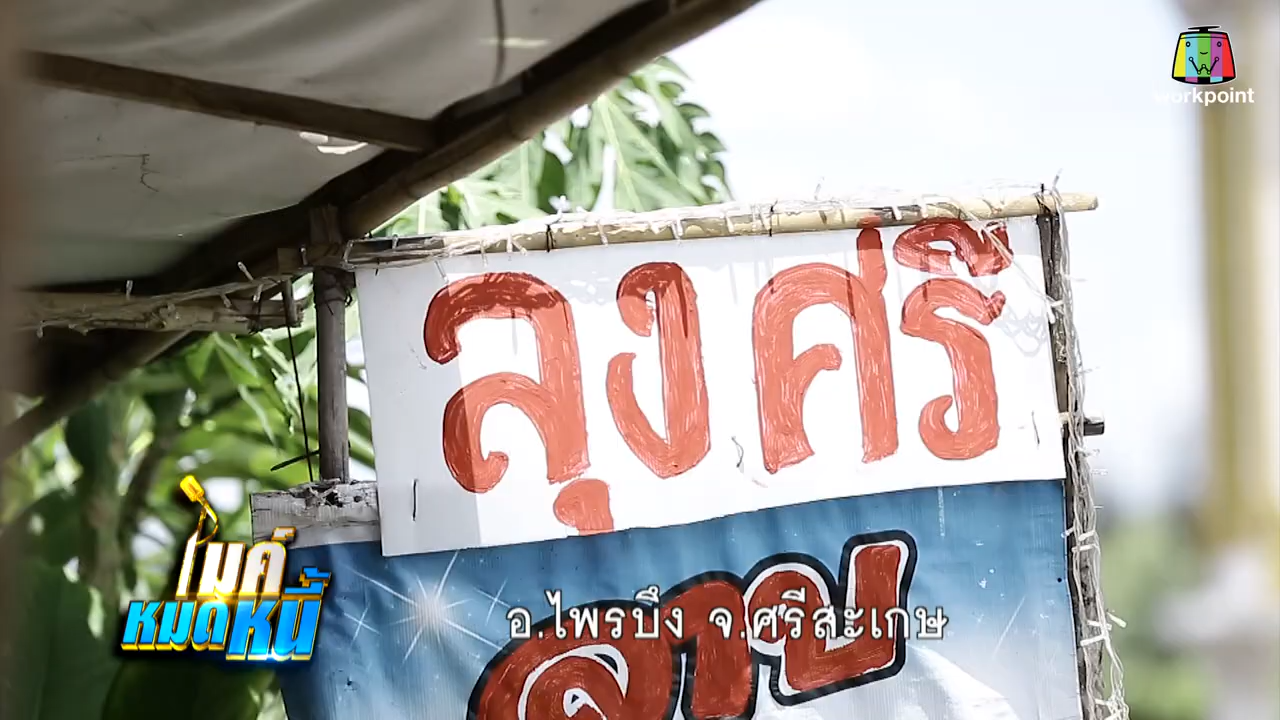 workpoint
ลุงศรี
ไมค์
หมดหนี้
อ.ไพรบึง จ.ศรีสะเกษ